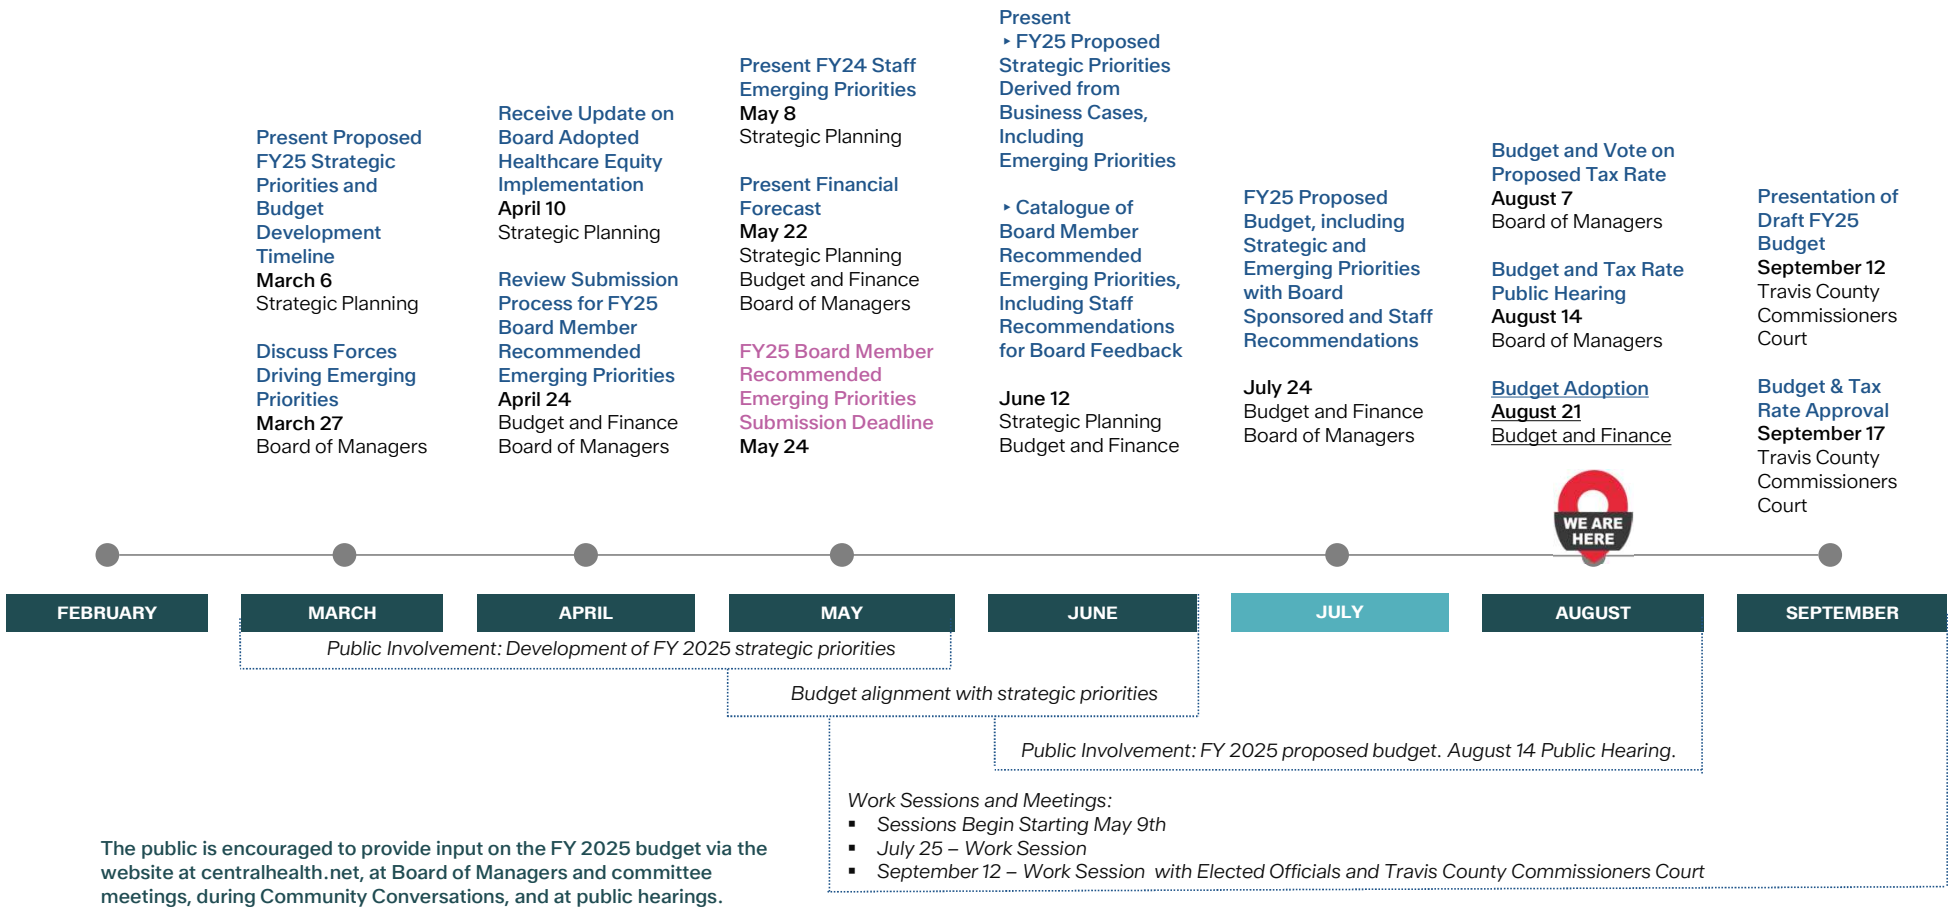 Present Proposed
FY25 Strategic
Priorities and
Budget
Development
Timeline
March 6
Strategic Planning
Discuss Forces
Driving Emerging
Priorities
March 27
Board of Managers
Receive Update on
Board Adopted
Healthcare Equity
Implementation
April 10
Strategic Planning
Review Submission
Process for FY25
Board Member
Recommended
Emerging Priorities
April 24
Budget and Finance
Board of Managers
Present FY24 Staff
Emerging Priorities
May 8
Strategic Planning
Present Financial
Forecast
May 22
Strategic Planning
Budget and Finance
Board of Managers
FY25 Board Member
Recommended
Emerging Priorities
Submission Deadline
May 24
Present
‣ FY25 Proposed
Strategic Priorities
Derived from
Business Cases,
Including
Emerging Priorities
‣ Catalogue of
Board Member
Recommended
Emerging Priorities,
Including Staff
Recommendations
for Board Feedback
June 12
Strategic Planning
Budget and Finance
FY25 Proposed
Budget, including
Strategic and
Emerging Priorities
with Board
Sponsored and Staff
Recommendations
July 24
Budget and Finance
Board of Managers
Budget and Vote on
Proposed Tax Rate
August 7
Board of Managers
Budget and Tax Rate
Public Hearing
August 14
Board of Managers
Budget Adoption
August 21
Budget and Finance
Presentation of
Draft FY25
Budget
September 12
Travis County
Commissioners
Court
Budget & Tax
Rate Approval
September 17
Travis County
Commissioners
Court
WE ARE
HERE
FEBRUARY
MARCH
APRIL
MAY
JUNE
JULY
AUGUST
SEPTEMBER
Public Involvement: Development of FY 2025 strategic priorities
Budget alignment with strategic priorities
Public Involvement: FY 2025 proposed budget. August 14 Public Hearing.
Work Sessions and Meetings:
▪ Sessions Begin Starting May 9th
▪ July 25 – Work Session
▪ September 12 – Work Session with Elected Officials and Travis County Commissioners Court
The public is encouraged to provide input on the FY 2025 budget via the
website at centralhealth.net, at Board of Managers and committee
meetings, during Community Conversations, and at public hearings.